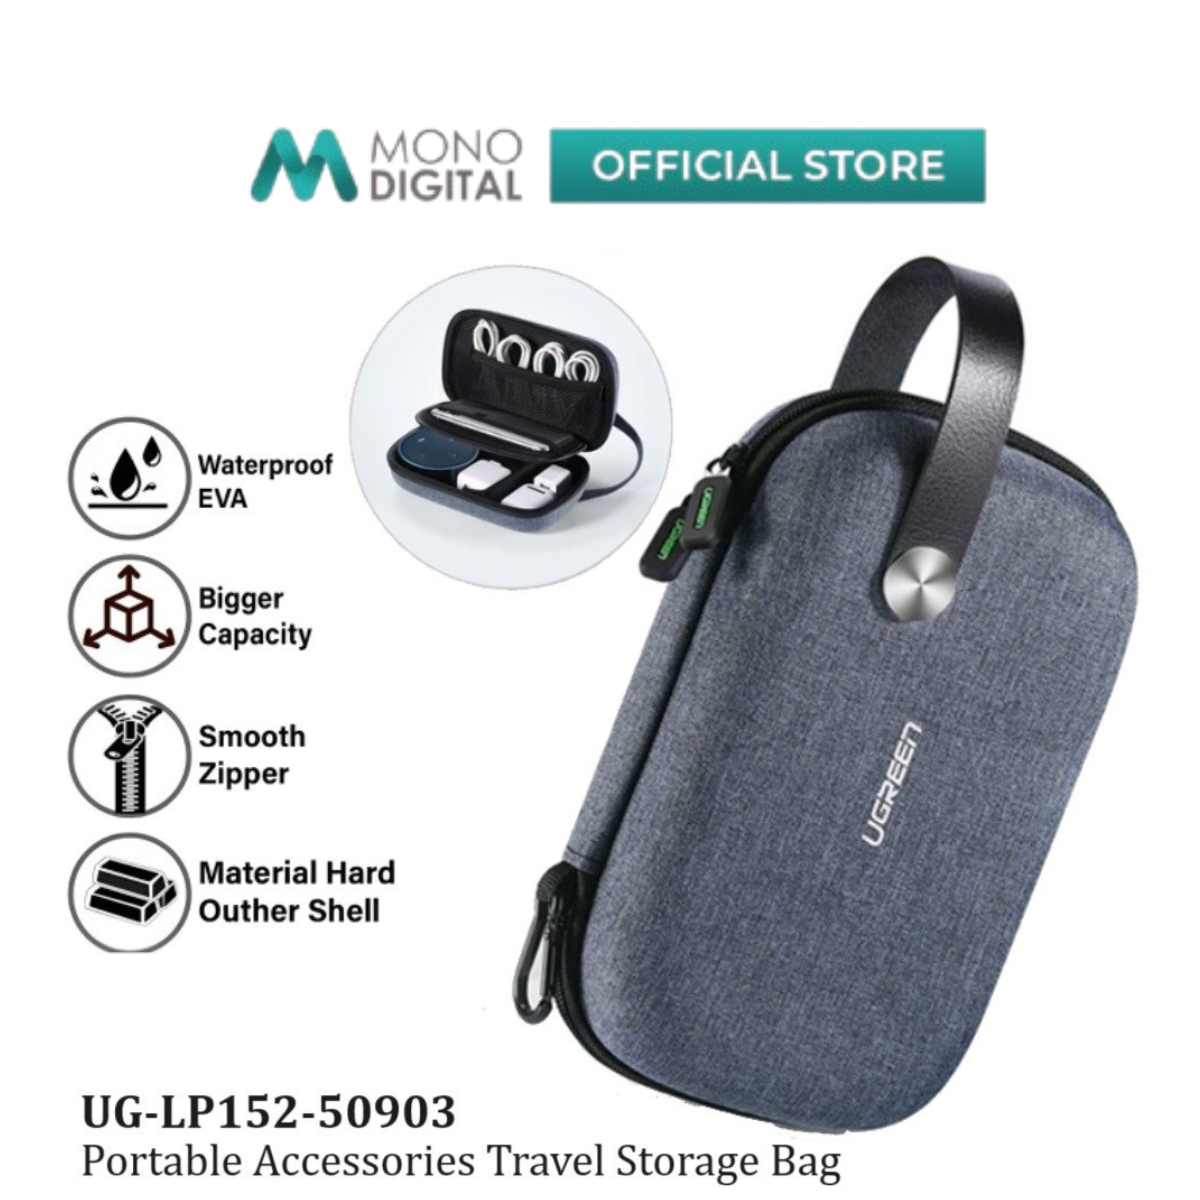 MONO
DIGITAL
OFFICIAL STORE
Waterproof
EVA
Bigger
Capacity
Smooth
Zipper
Material Hard
Outher Shell
UGREEN
UGREEN
UGREEN
UG-LP152-50903
Portable Accessories Travel Storage Bag